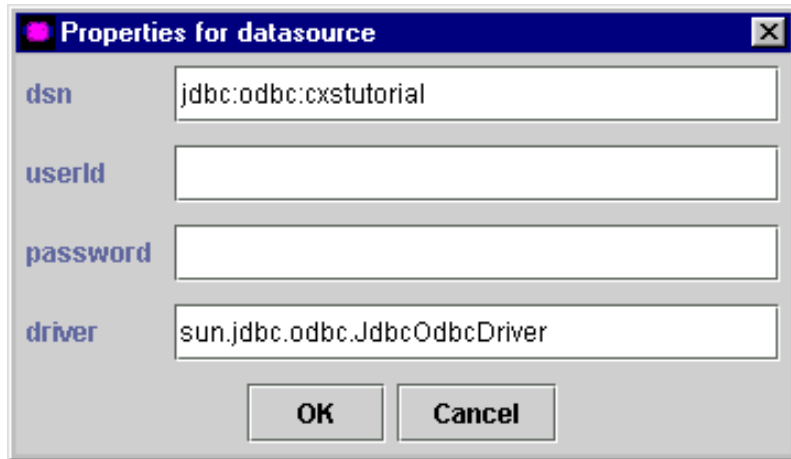 Properties for datasource
dsn jdbc:odbc:cxstutorial
userId
password
driver sun.jdbc.odbc.JdbcOdbcDriver
OK Cancel